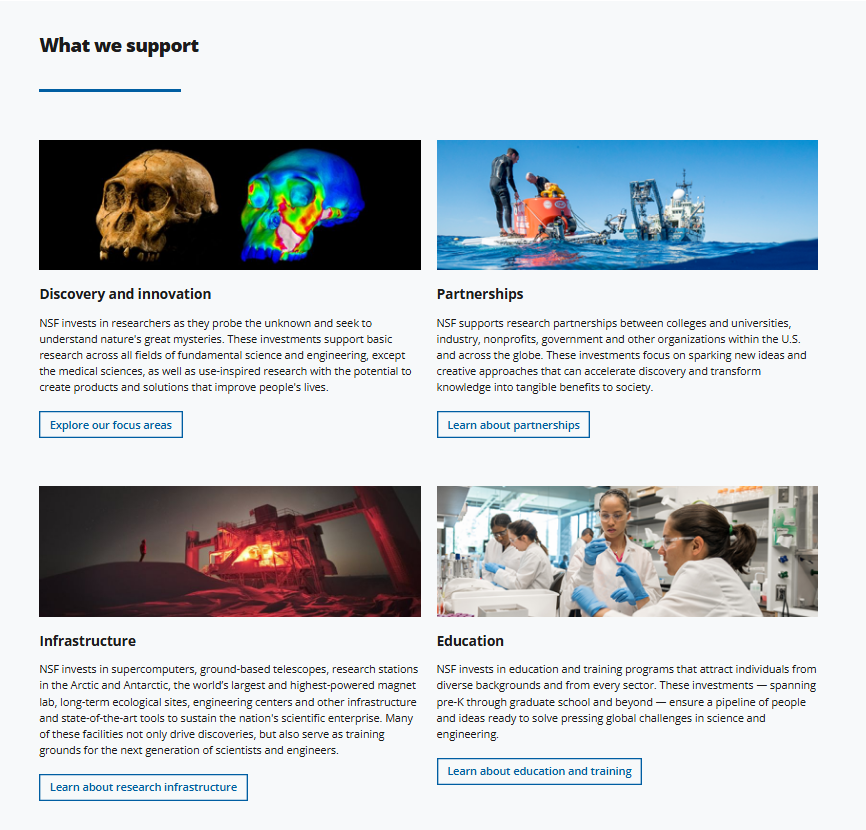 What we support
Discovery and innovation
NSF invests in researchers as they probe the unknown and seek to
understand nature's great mysteries. These investments support basic
research across all fields of fundamental science and engineering, except
the medical sciences, as well as use-inspired research with the potential to
create products and solutions that improve people's lives.
Explore our focus areas
Partnerships
NSF supports research partnerships between colleges and universities,
industry, nonprofits, government and other organizations within the U.S.
and across the globe. These investments focus on sparking new ideas and
creative approaches that can accelerate discovery and transform
knowledge into tangible benefits to society.
Learn about partnerships
Infrastructure
NSF invests in supercomputers, ground-based telescopes, research stations
in the Arctic and Antarctic, the world's largest and highest-powered magnet
lab, long-term ecological sites, engineering centers and other infrastructure
and state-of-the-art tools to sustain the nation's scientific enterprise. Many
of these facilities not only drive discoveries, but also serve as training
grounds for the next generation of scientists and engineers.
Learn about research infrastructure
Education
NSF invests in education and training programs that attract individuals from
diverse backgrounds and from every sector. These investments — spanning
pre-K through graduate school and beyond — ensure a pipeline of people
and ideas ready to solve pressing global challenges in science and
engineering.
Learn about education and training